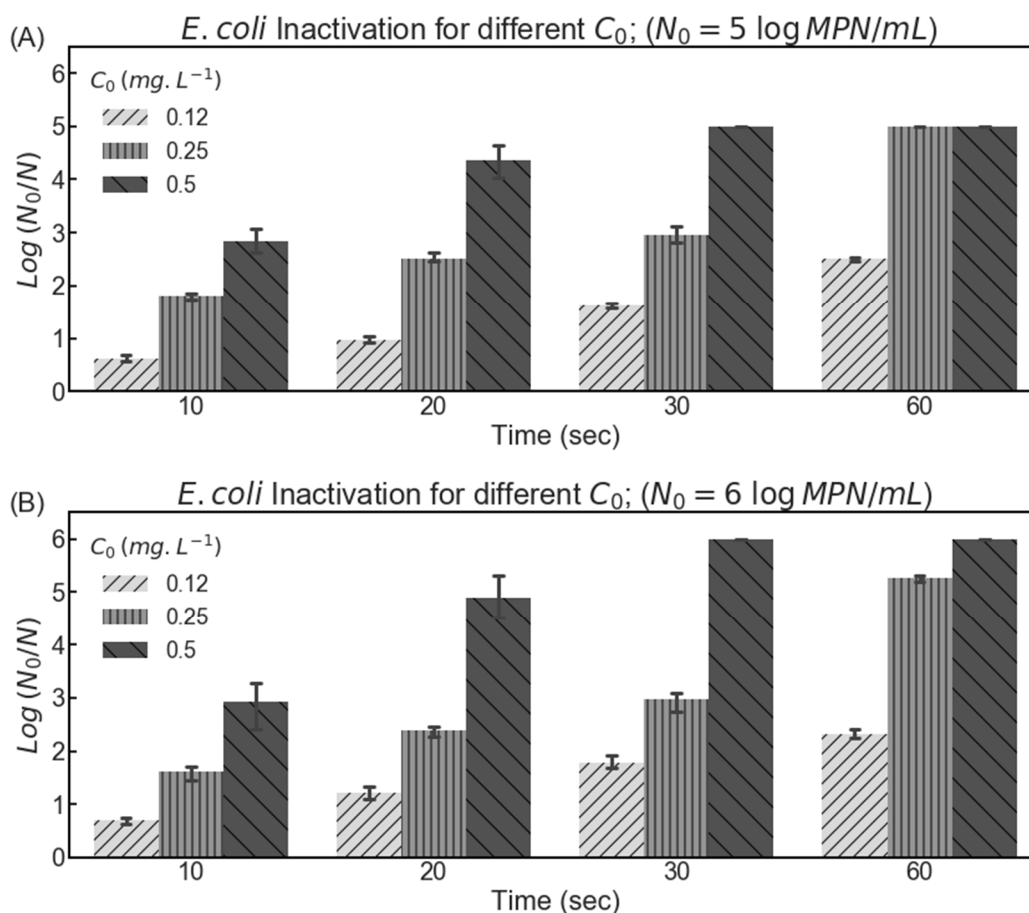 (A) E. coli Inactivation for different C₀; (N₀ = 5 log MPN/mL)
C₀ (mg. L⁻¹)
0.12
0.25
0.5
Log (N₀/N)
6
5
4
3
2
1
0
10 20 30 60
Time (sec)
(B) E. coli Inactivation for different C₀; (N₀ = 6 log MPN/mL)
C₀ (mg. L⁻¹)
0.12
0.25
0.5
Log (N₀/N)
6
5
4
3
2
1
0
10 20 30 60
Time (sec)